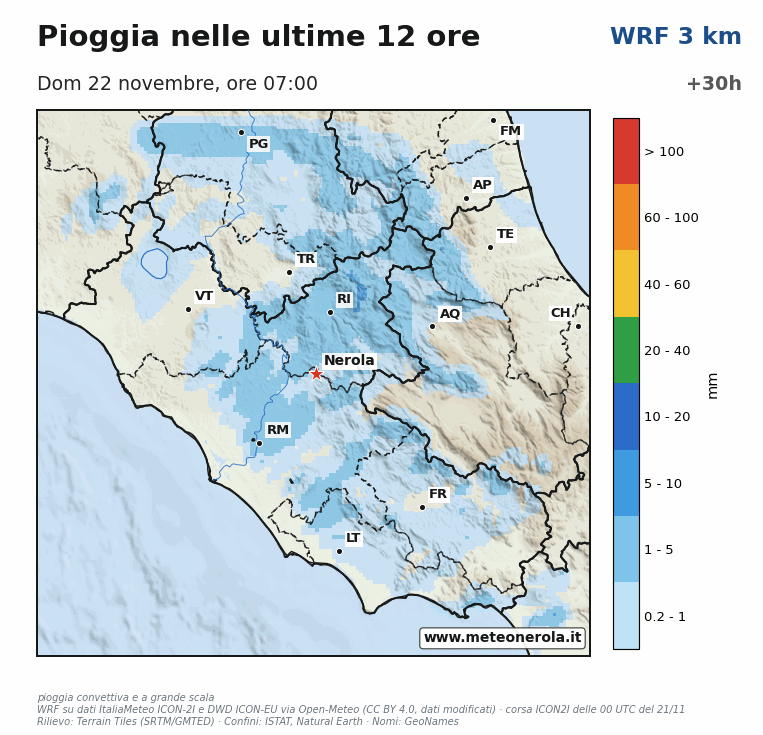 Pioggia nelle ultime 12 ore
WRF 3 km
Dom 22 novembre, ore 07:00
+30h
FM
PG
AP
TE
TR
VT
RI
AQ
CH.
Nerola
RM
FR
LT
www.meteonerola.it
> 100
60 - 100
40 - 60
20 - 40
10 - 20
5 - 10
1 - 5
0.2 - 1
mm
pioggia convettiva e a grande scala
WRF su dati ItaliaMeteo ICON-2I e DWD ICON-EU via Open-Meteo (CC BY 4.0, dati modificati) · corsa ICON2I delle 00 UTC del 21/11
Rilievo: Terrain Tiles (SRTM/GMTED) · Confini: ISTAT, Natural Earth · Nomi: GeoNames